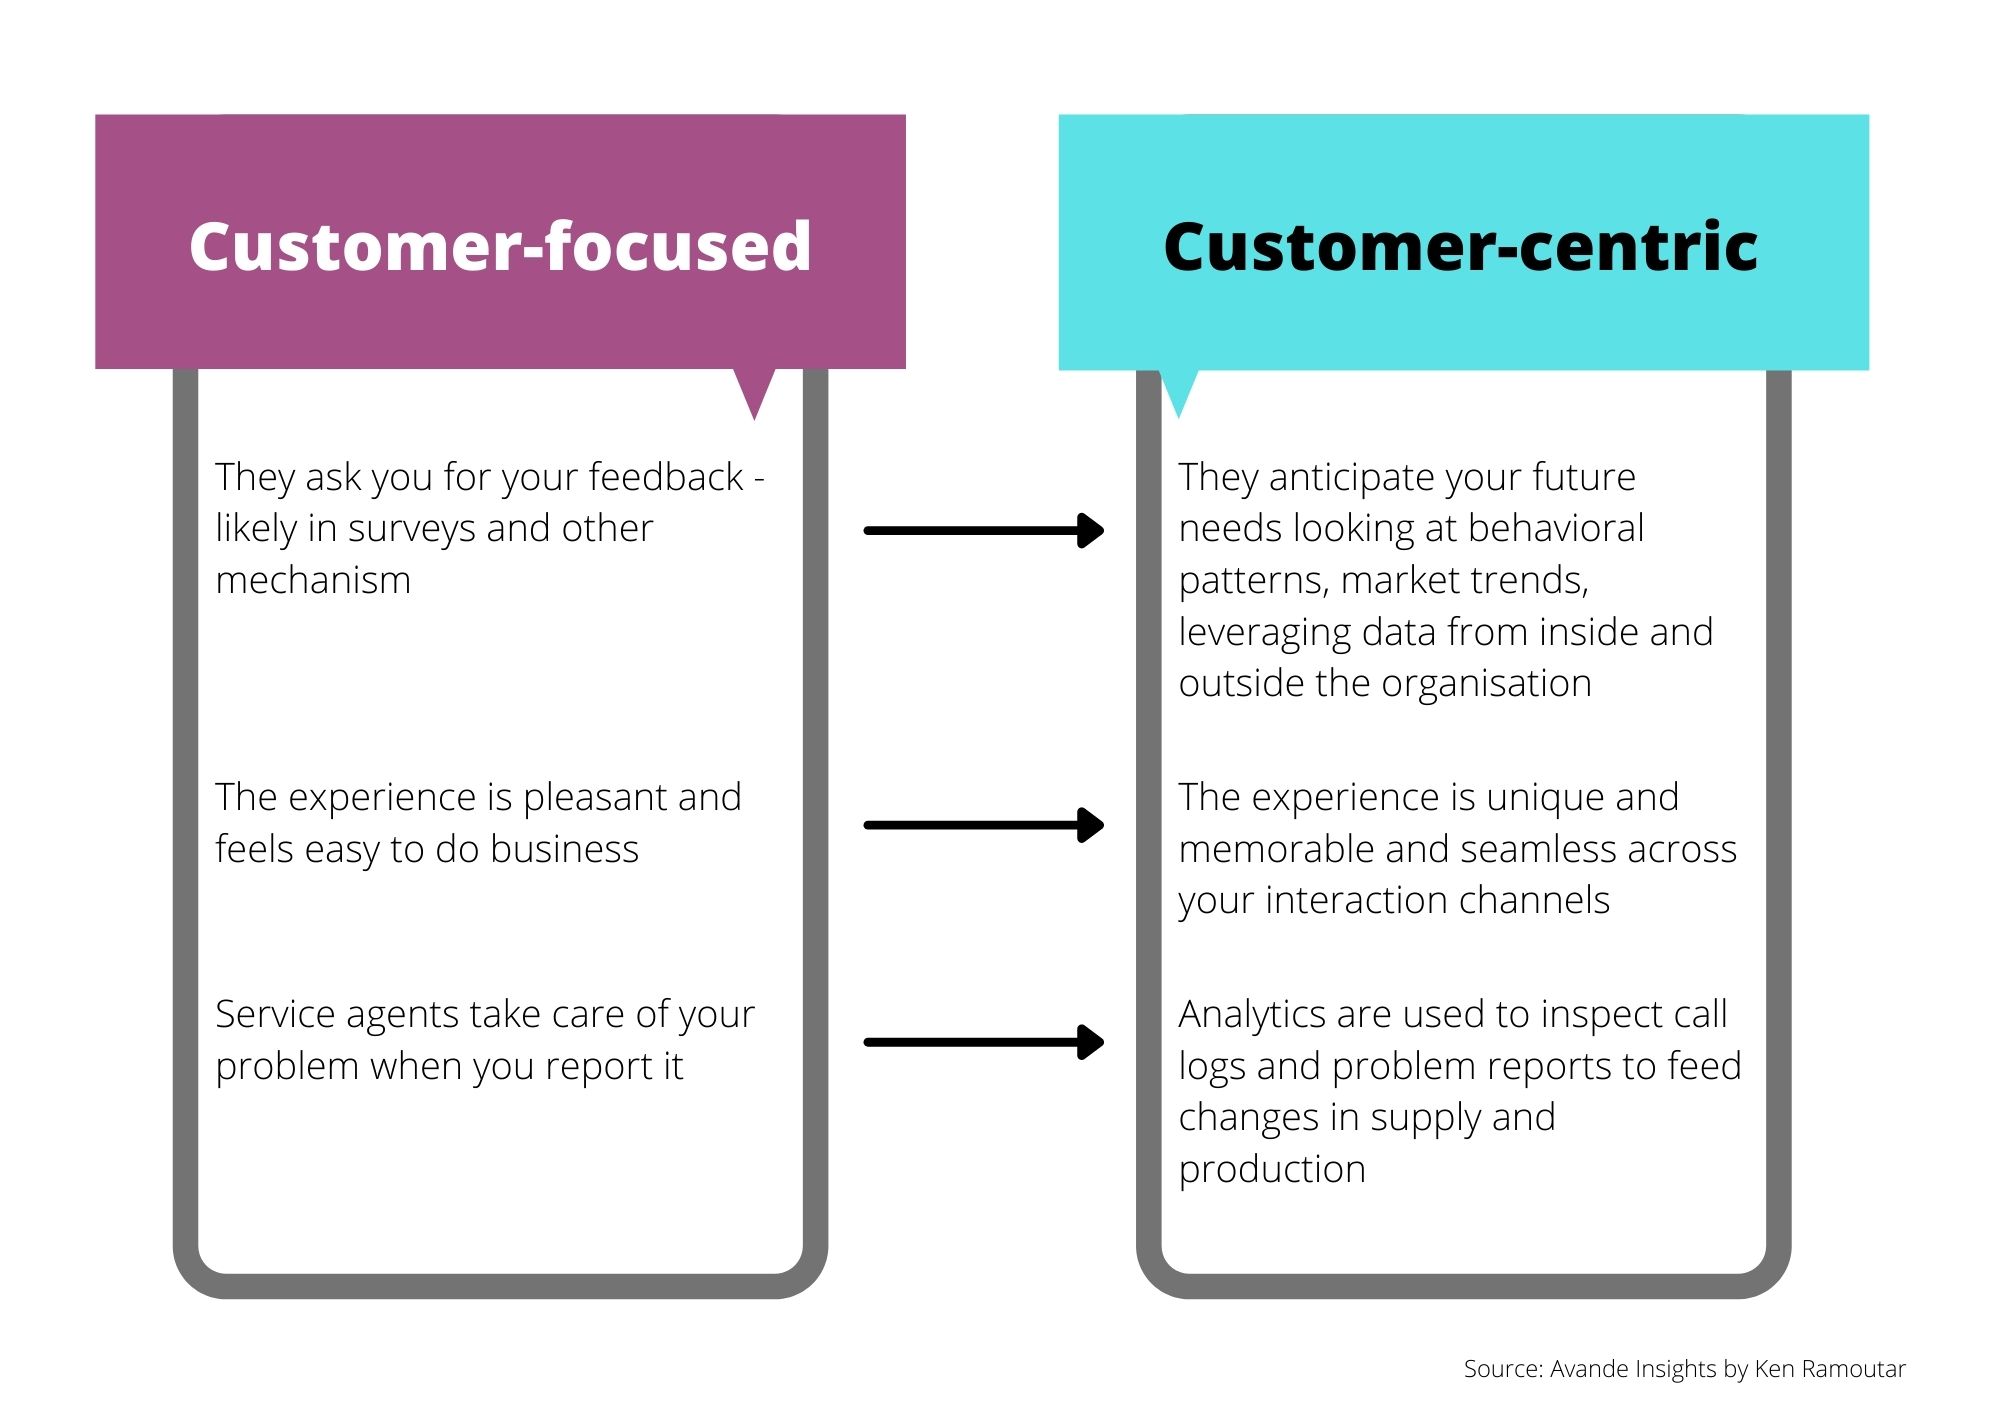 Customer-focused
They ask you for your feedback -
likely in surveys and other
mechanism
The experience is pleasant and
feels easy to do business
Service agents take care of your
problem when you report it
Customer-centric
They anticipate your future
needs looking at behavioral
patterns, market trends,
leveraging data from inside and
outside the organisation
The experience is unique and
memorable and seamless across
your interaction channels
Analytics are used to inspect call
logs and problem reports to feed
changes in supply and
production
Source: Avande Insights by Ken Ramoutar